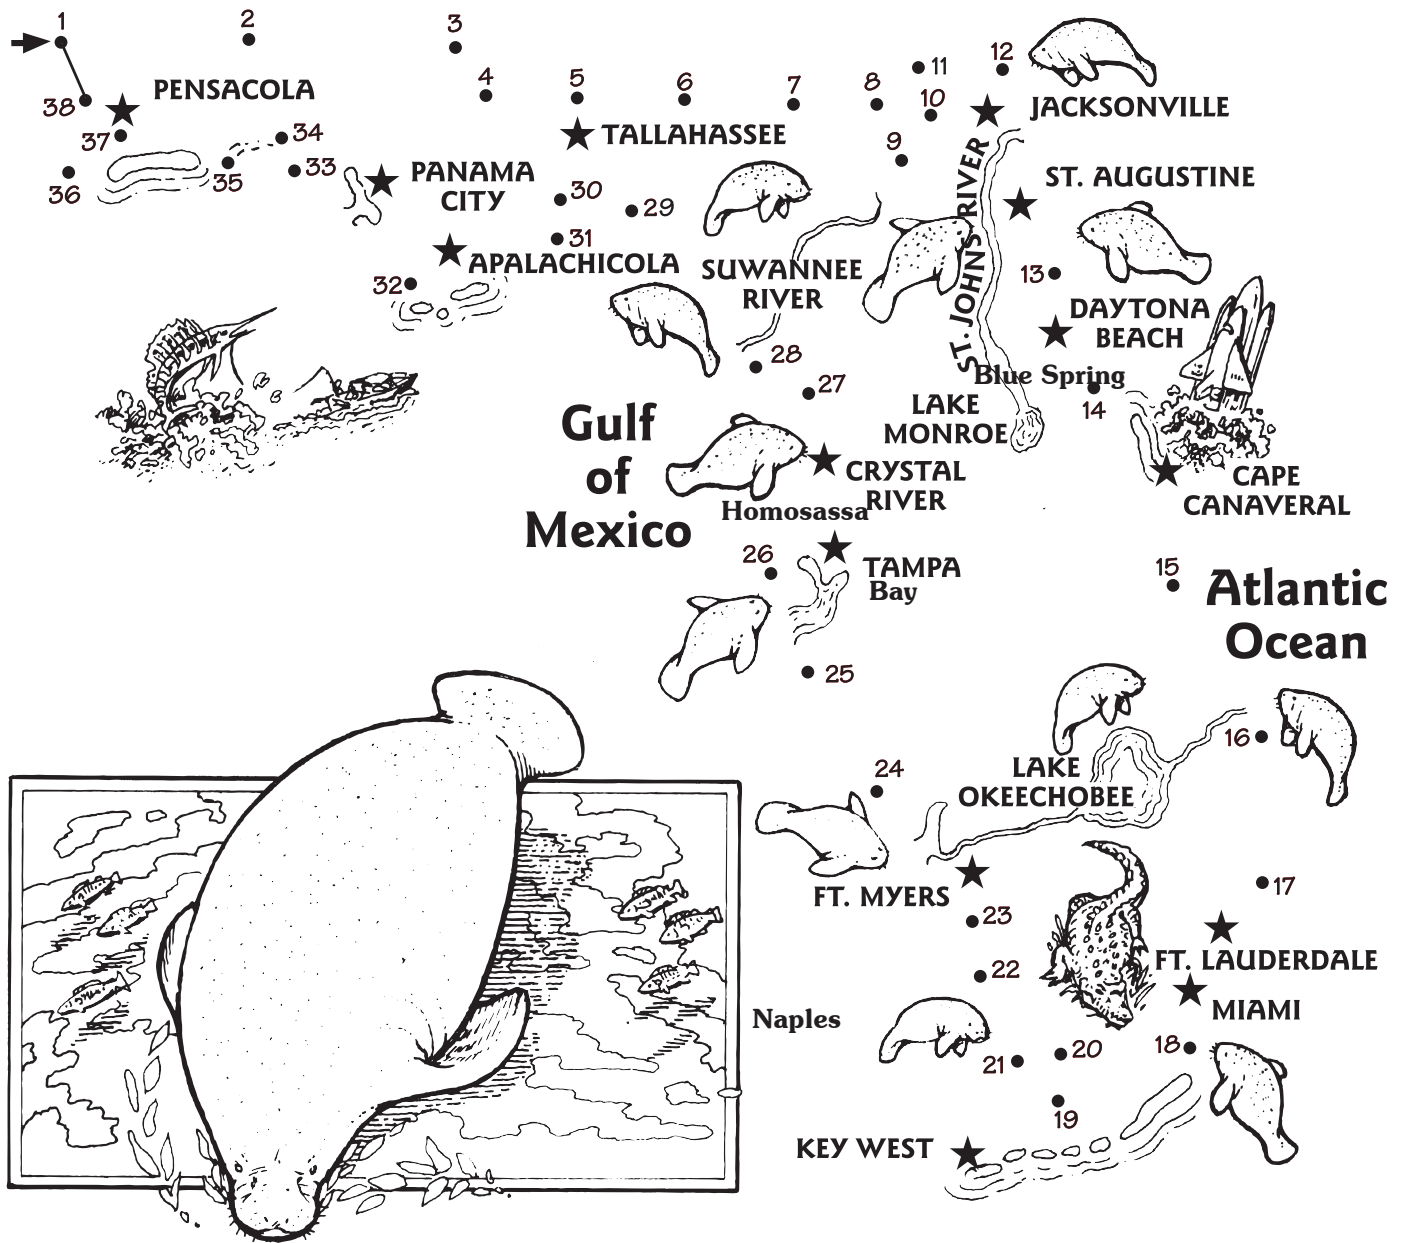 1
2
3
4
5
6
7
8
11
10
12
9
38
PENSACOLA
37
34
33
35
36
TALLAHASSEE
JACKSONVILLE
PANAMA
CITY
30
29
31
APALACHICOLA
32
ST. JOHNS RIVER
ST. AUGUSTINE
SUWANNEE
RIVER
13
DAYTONA
BEACH
28
27
Blue Spring
14
LAKE
MONROE
Gulf
of
Mexico
CRYSTAL
RIVER
Homosassa
CAPE
CANAVERAL
26
TAMPA
Bay
15
Atlantic
Ocean
25
16
24
LAKE
OKEECHOBEE
FT. MYERS
17
23
22
FT. LAUDERDALE
MIAMI
Naples
21
20
18
19
KEY WEST